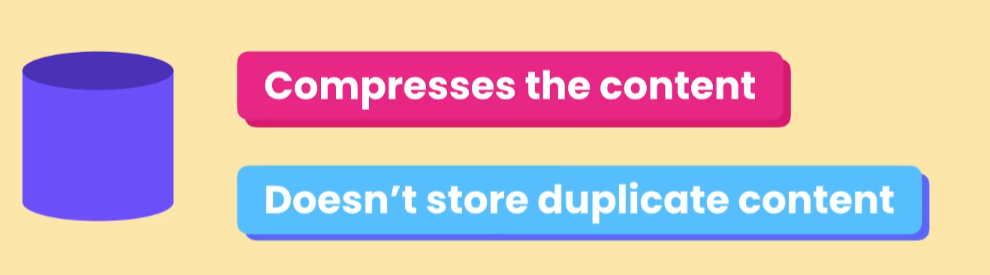 Compresses the content
Doesn’t store duplicate content